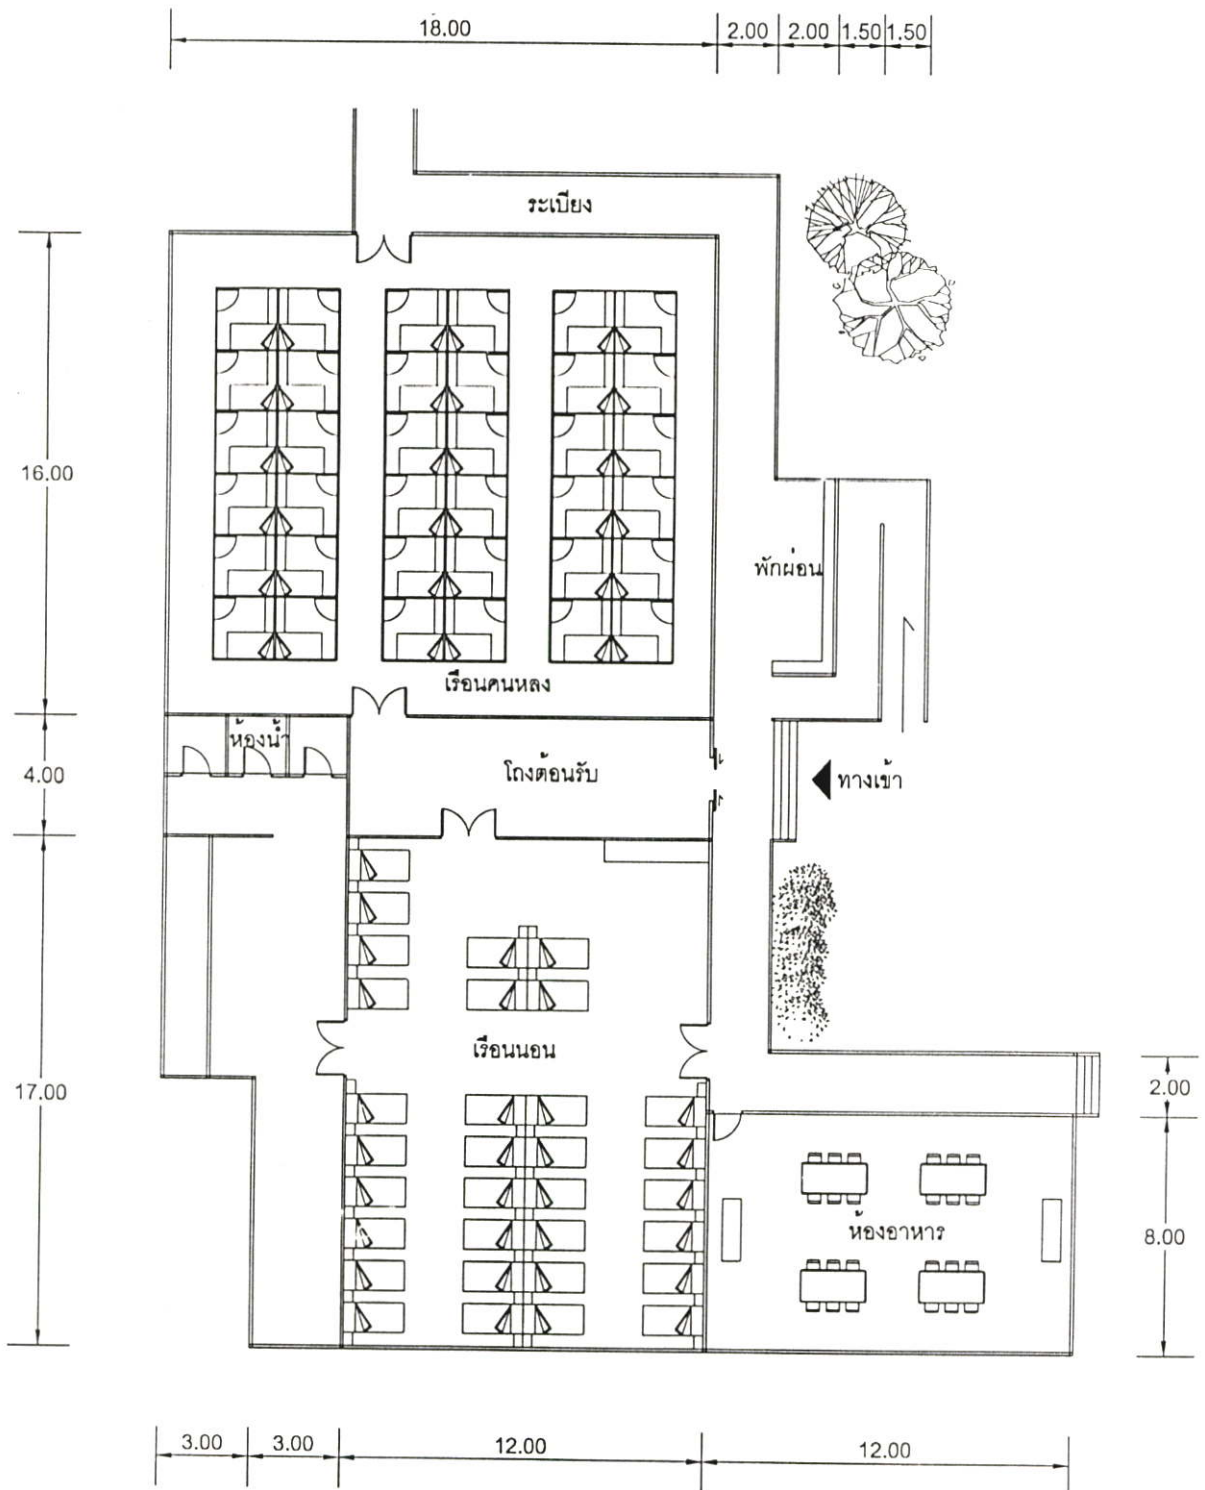 18.00
2.00
2.00
1.50
1.50
ระเบียง
16.00
พักผ่อน
เรือนคนหลง
ห้องน้ำ
4.00
โถงต้อนรับ
ทางเข้า
เรือนนอน
17.00
2.00
ห้องอาหาร
8.00
3.00
3.00
12.00
12.00